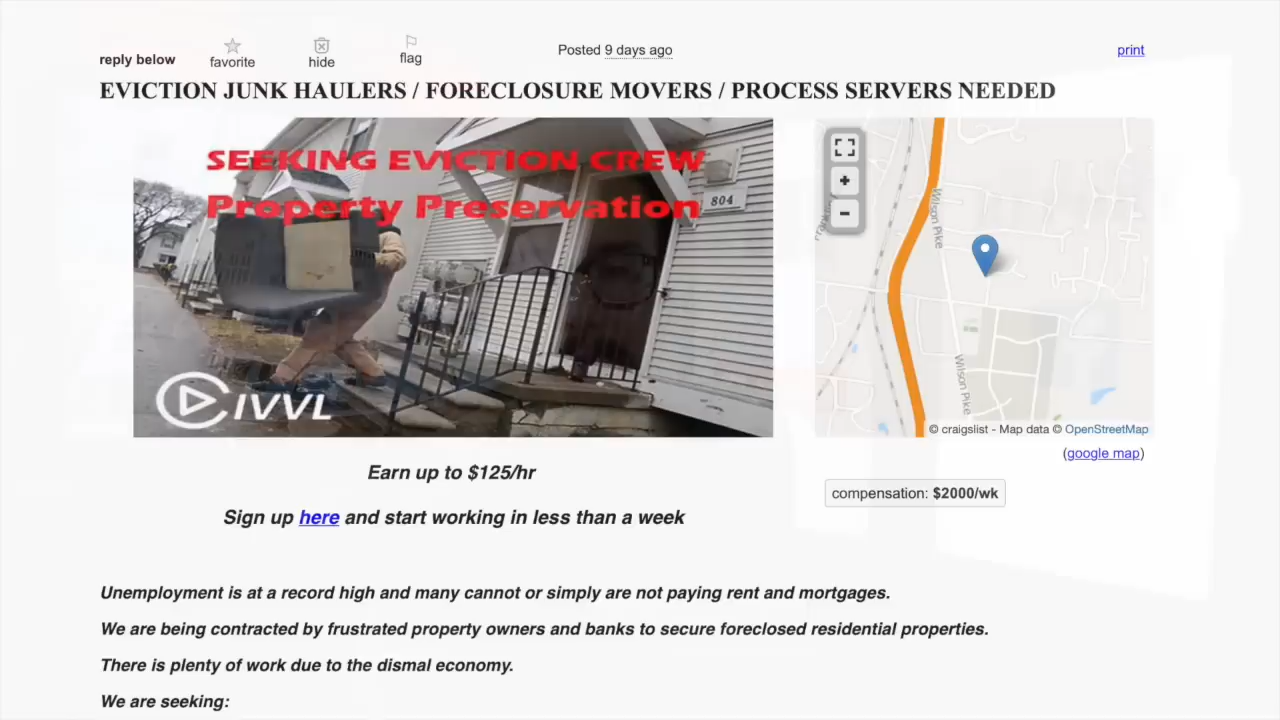 reply below
favorite
hide
flag
Posted 9 days ago
print
EVICTION JUNK HAULERS / FORECLOSURE MOVERS / PROCESS SERVERS NEEDED
SEEKING EVICTION CREW
Property Preservation
804
CIVVL
+
-
Wilson Pike
Wilson Pike
© craigslist - Map data © OpenStreetMap
(google map)
Earn up to $125/hr
compensation: $2000/wk
Sign up here and start working in less than a week
Unemployment is at a record high and many cannot or simply are not paying rent and mortgages.
We are being contracted by frustrated property owners and banks to secure foreclosed residential properties.
There is plenty of work due to the dismal economy.
We are seeking: